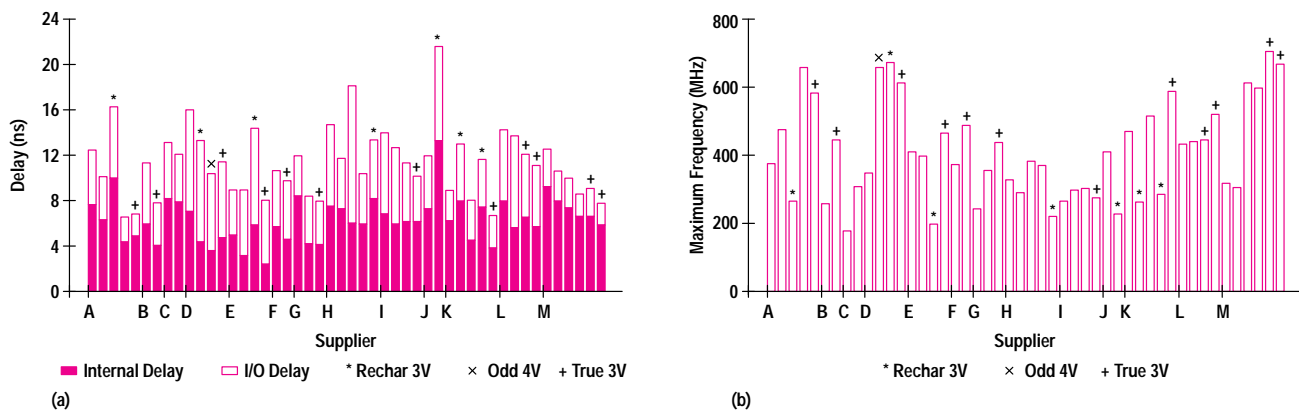 24
20
16
12
8
4
0
Delay (ns)
* * + + * × + * + + + * + * * * + + + + +
A B C D E F G H I J K L M
Supplier
Internal Delay I/O Delay * Rechar 3V × Odd 4V + True 3V
(a)
800
600
400
200
0
Maximum Frequency (MHz)
* + + × * + * + + + * + * * * + + + + +
A B C D E F G H I J K L M
Supplier
* Rechar 3V × Odd 4V + True 3V
(b)